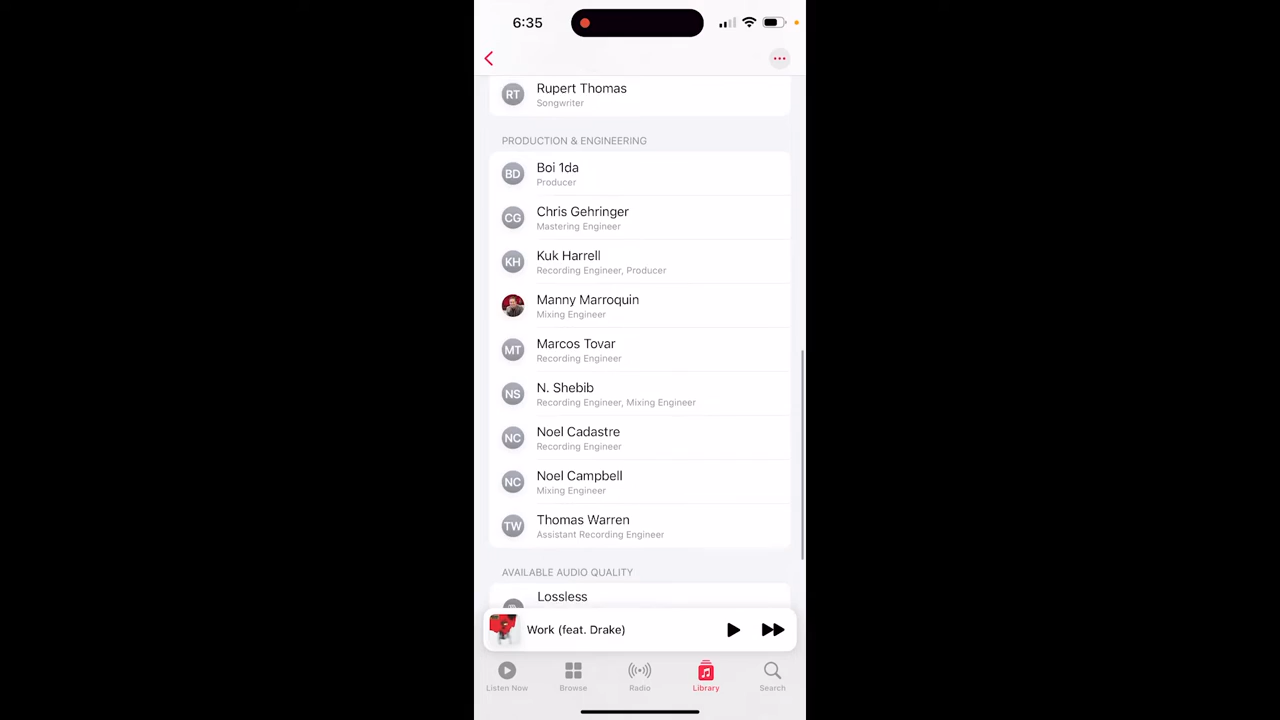 6:35
RT
Rupert Thomas
Songwriter
PRODUCTION & ENGINEERING
BD
Boi 1da
Producer
CG
Chris Gehringer
Mastering Engineer
KH
Kuk Harrell
Recording Engineer, Producer
Manny Marroquin
Mixing Engineer
MT
Marcos Tovar
Recording Engineer
NS
N. Shebib
Recording Engineer, Mixing Engineer
NC
Noel Cadastre
Recording Engineer
NC
Noel Campbell
Mixing Engineer
TW
Thomas Warren
Assistant Recording Engineer
AVAILABLE AUDIO QUALITY
Lossless
Work (feat. Drake)
Listen Now
Browse
Radio
Library
Search